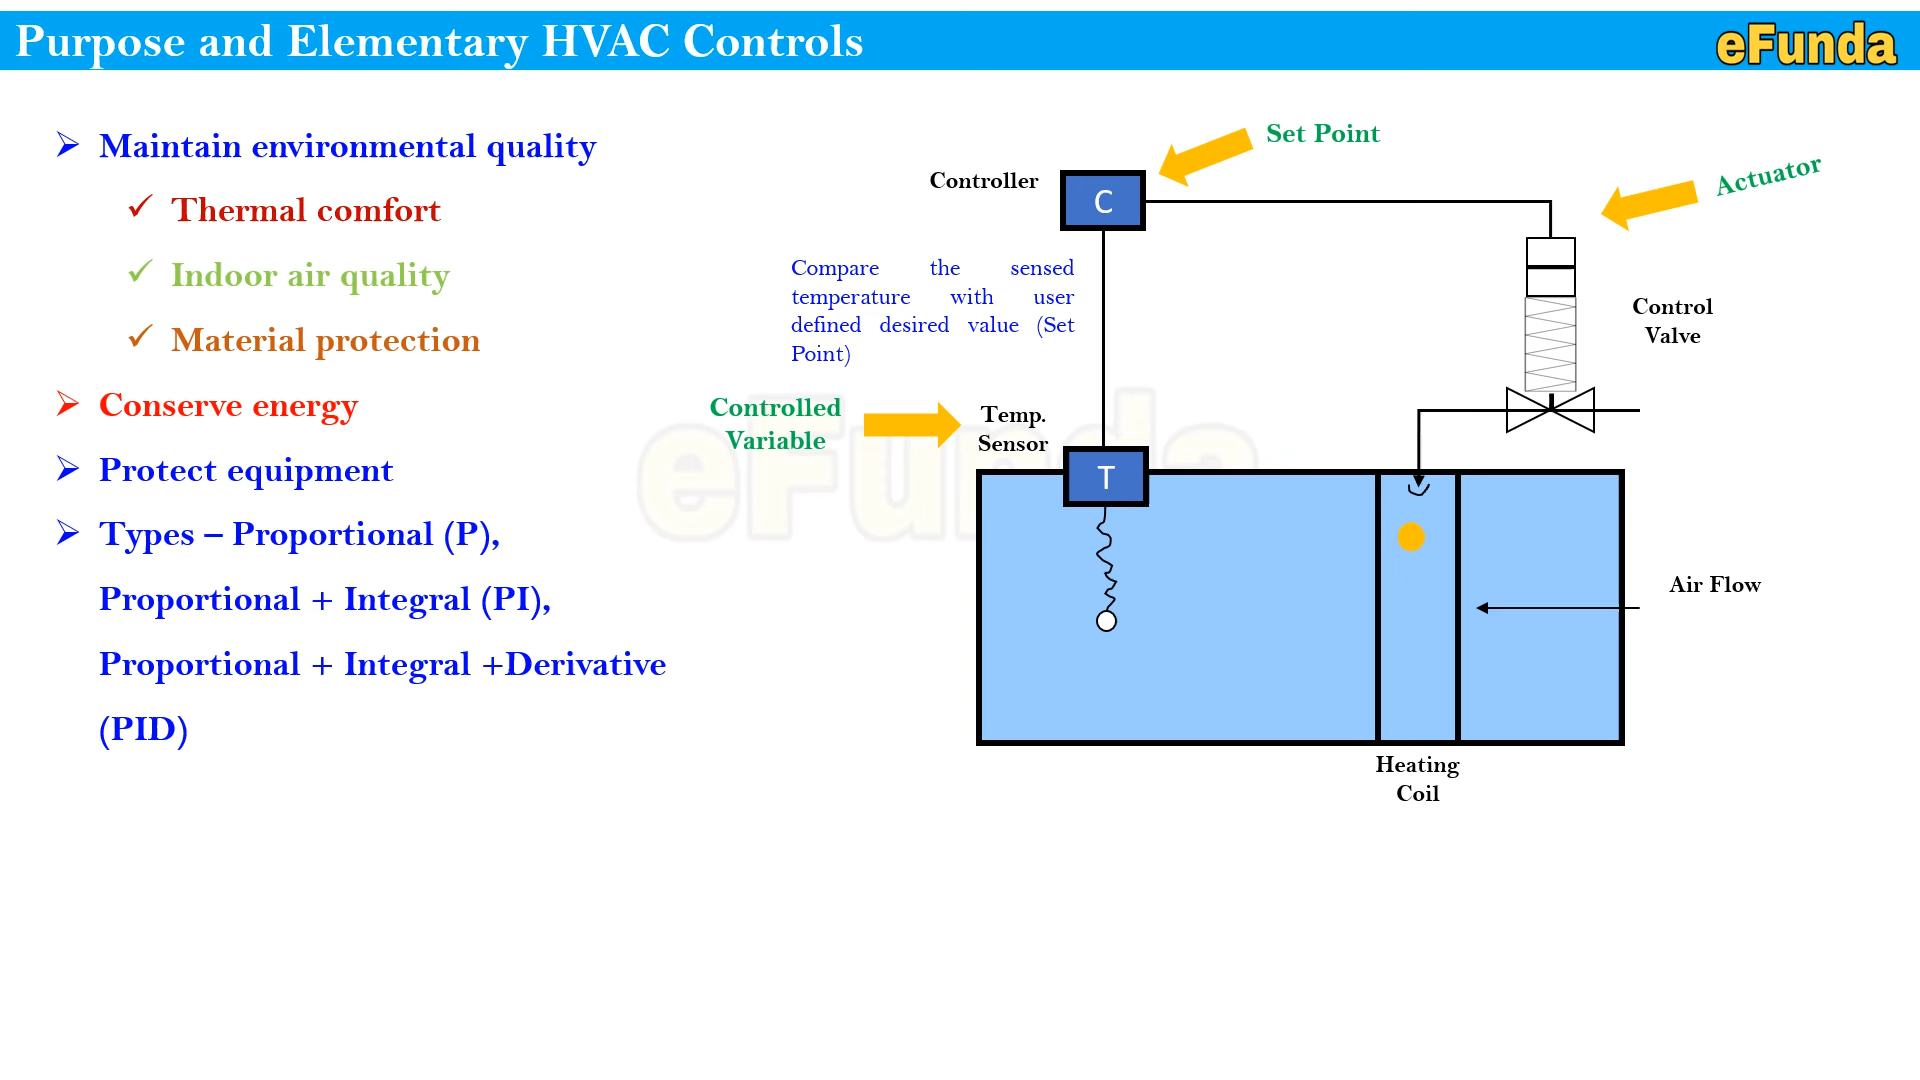 Purpose and Elementary HVAC Controls
eFunda
➢ Maintain environmental quality
✓ Thermal comfort
✓ Indoor air quality
✓ Material protection
➢ Conserve energy
➢ Protect equipment
➢ Types – Proportional (P),
Proportional + Integral (PI),
Proportional + Integral +Derivative
(PID)
Set Point
Actuator
Controller
C
Compare the sensed
temperature with user
defined desired value (Set
Point)
Control
Valve
Controlled
Variable
Temp.
Sensor
T
Air Flow
Heating
Coil
eFunda